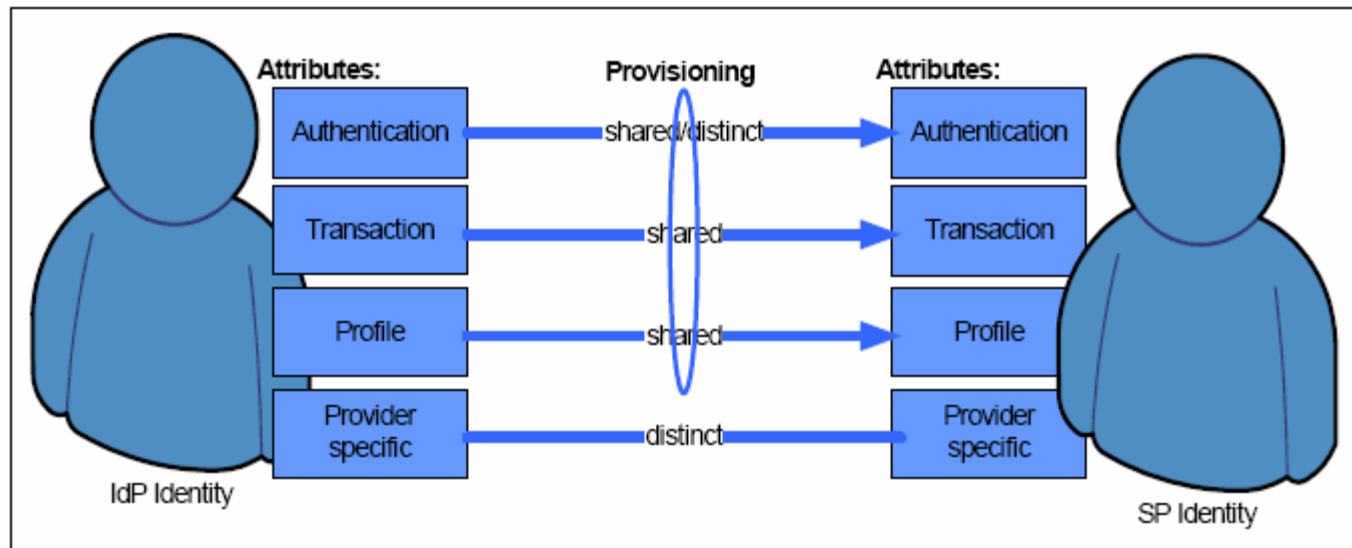 Attributes:
Provisioning
Attributes:
Authentication
shared/distinct
Authentication
Transaction
shared
Transaction
Profile
shared
Profile
Provider
specific
distinct
Provider
specific
IdP Identity
SP Identity